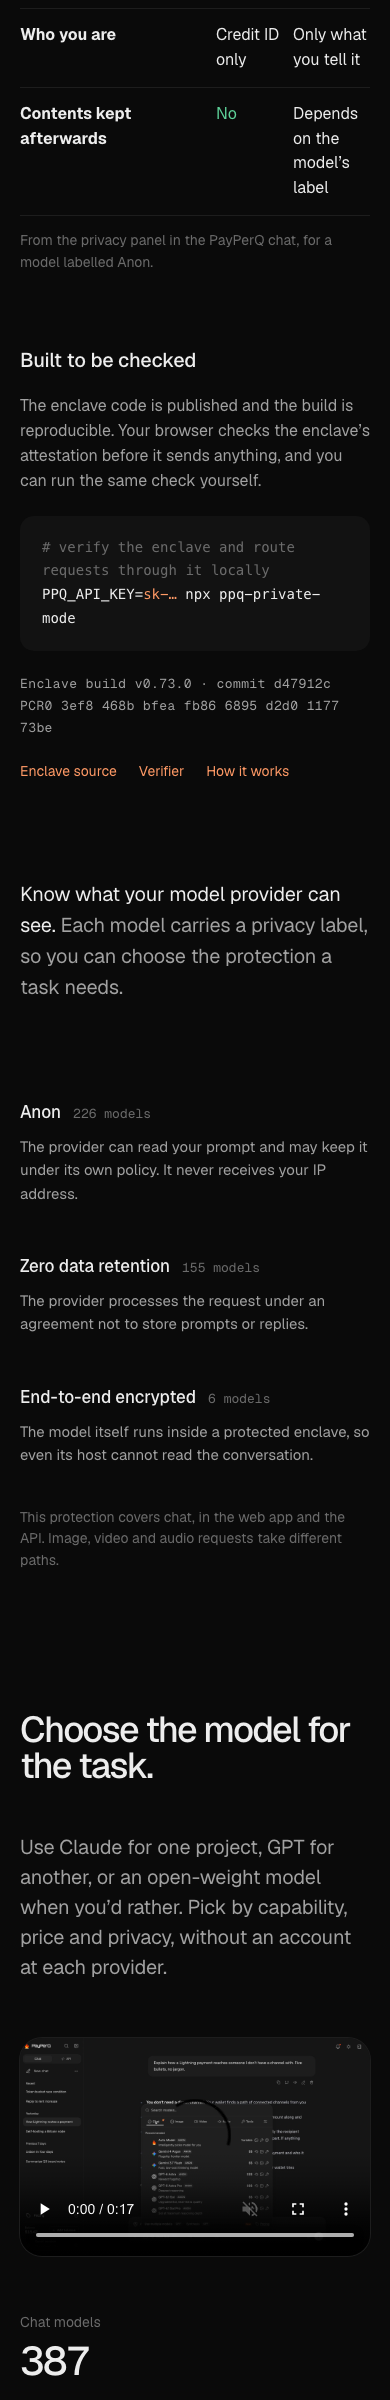 Who you are
Credit ID only
Only what you tell it
Contents kept afterwards
No
Depends on the model's label
From the privacy panel in the PayPerQ chat, for a
model labelled Anon.
Built to be checked
The enclave code is published and the build is
reproducible. Your browser checks the enclave's
attestation before it sends anything, and you
can run the same check yourself.
# verify the enclave and route
requests through it locally
PPQ_API_KEY=sk-… npx ppq-private-
mode
Enclave build v0.73.0 · commit d47912c
PCR0 3ef8 468b bfea fb86 6895 d2d0 1177
73be
Enclave source Verifier How it works
Know what your model provider can
see. Each model carries a privacy label,
so you can choose the protection a
task needs.
Anon 226 models
The provider can read your prompt and may keep it
under its own policy. It never receives your IP
address.
Zero data retention 155 models
The provider processes the request under an
agreement not to store prompts or replies.
End-to-end encrypted 6 models
The model itself runs inside a protected enclave, so
even its host cannot read the conversation.
This protection covers chat, in the web app and the
API. Image, video and audio requests take different
paths.
Choose the model for
the task.
Use Claude for one project, GPT for
another, or an open-weight model
when you'd rather. Pick by capability,
price and privacy, without an account
at each provider.
PayPerQ
0:00 / 0:17
Chat models
387